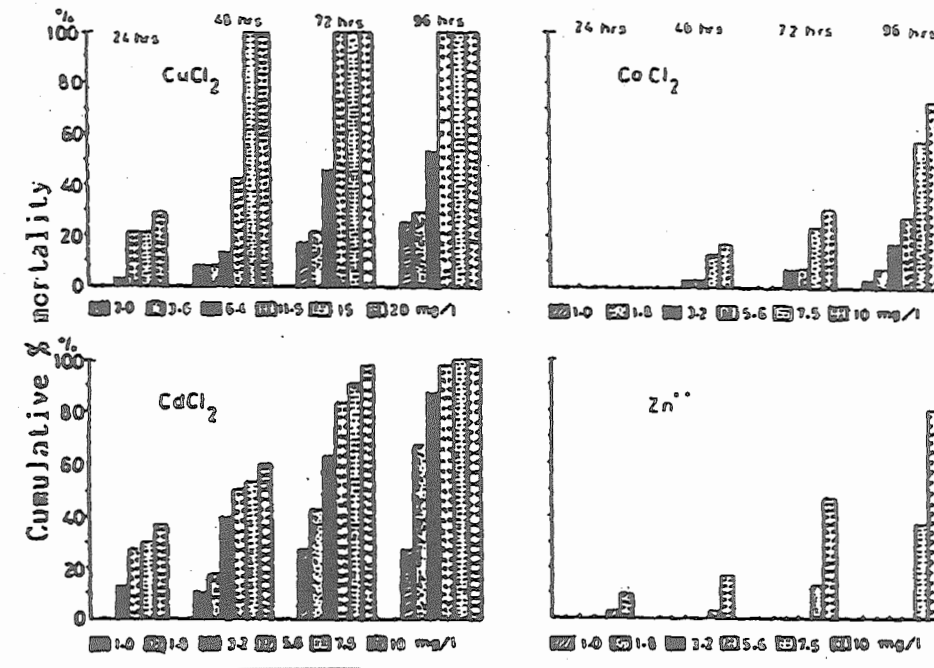 Cumulative % mortality
%
24 hrs 48 hrs 72 hrs 96 hrs
100
80
60
40
20
0
CuCl2
2.0 3.6 6.4 11.5 15 20 mg/l
24 hrs 48 hrs 72 hrs 96 hrs
CoCl2
1.0 1.8 3.2 5.6 7.5 10 mg/l
%
100
80
60
40
20
0
CdCl2
1.0 1.8 3.2 5.6 7.5 10 mg/l
Zn++
1.0 1.8 3.2 5.6 7.5 10 mg/l